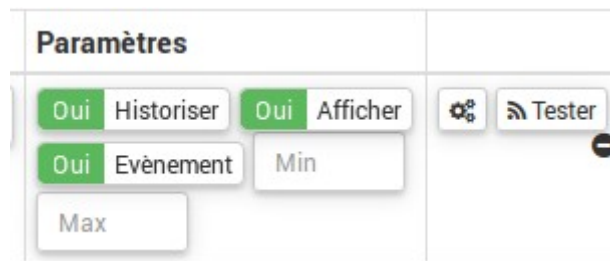 Paramètres
Oui Historiser Oui Afficher Tester
Oui Evènement Min
Max